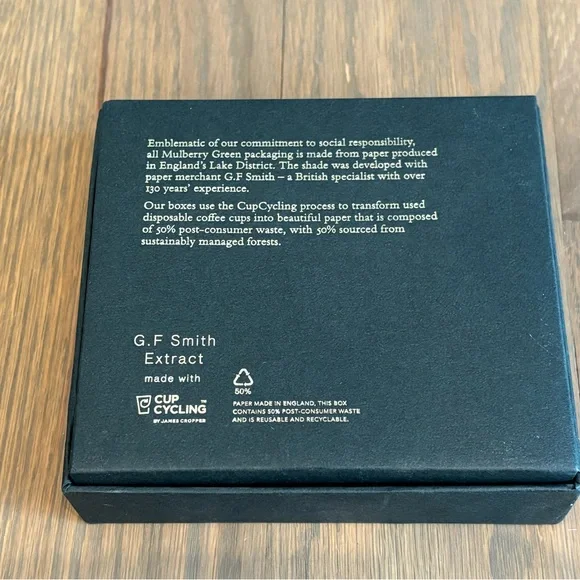 Emblematic of our commitment to social responsibility,
all Mulberry Green packaging is made from paper produced
in England's Lake District. The shade was developed with
paper merchant G.F Smith – a British specialist with over
130 years' experience.
Our boxes use the CupCycling process to transform used
disposable coffee cups into beautiful paper that is composed
of 50% post-consumer waste, with 50% sourced from
sustainably managed forests.
G.F Smith
Extract
made with
CUP
CYCLING™
BY JAMES CROPPER
50%
PAPER MADE IN ENGLAND, THIS BOX
CONTAINS 50% POST-CONSUMER WASTE
AND IS REUSABLE AND RECYCLABLE.